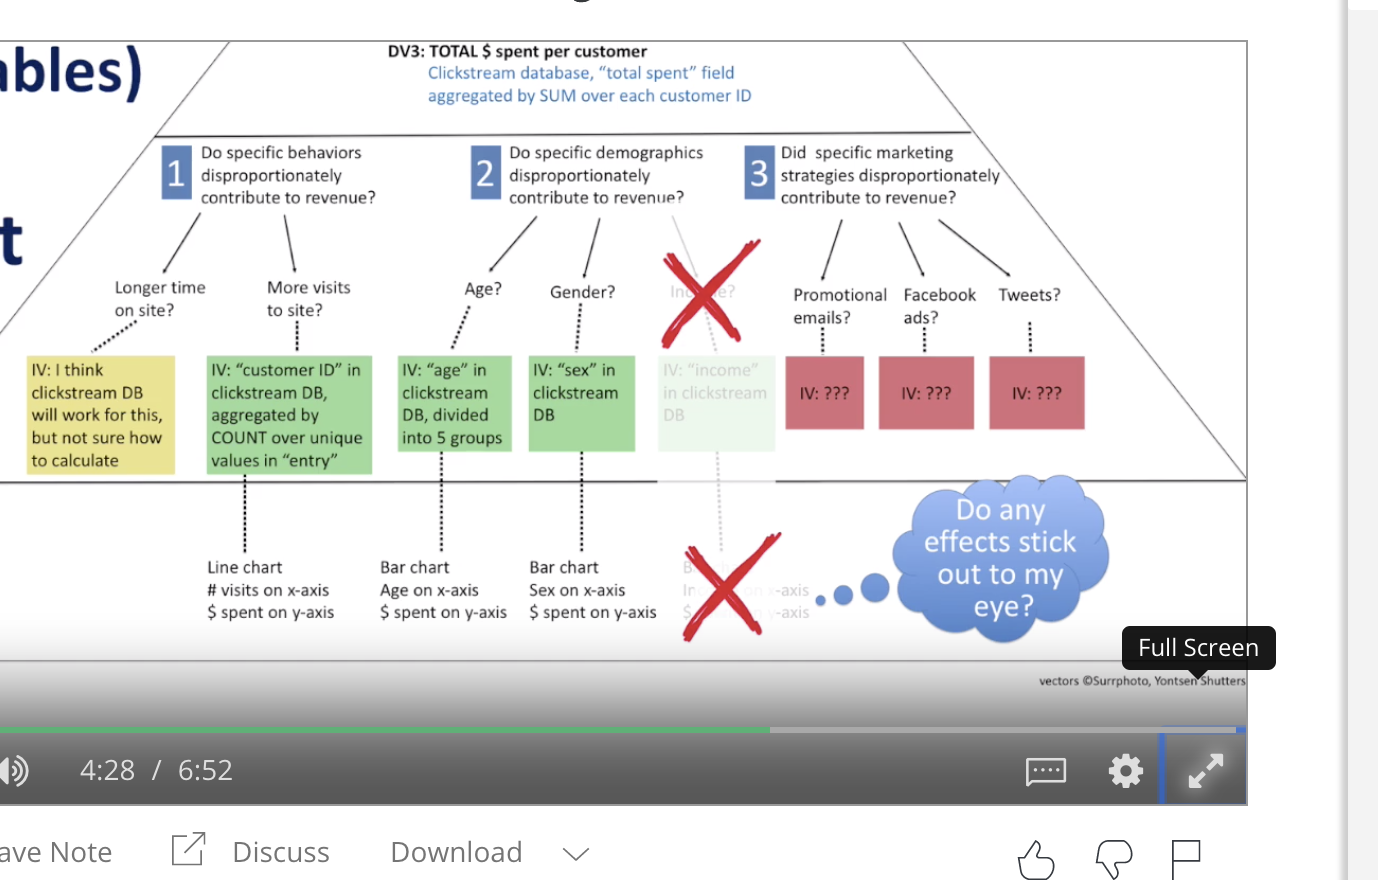 ables)
t
DV3: TOTAL $ spent per customer
Clickstream database, “total spent” field
aggregated by SUM over each customer ID
1
Do specific behaviors
disproportionately
contribute to revenue?
2
Do specific demographics
disproportionately
contribute to revenue?
3
Did specific marketing
strategies disproportionately
contribute to revenue?
Longer time
on site?
More visits
to site?
Age?
Gender?
Promotional
emails?
Facebook
ads?
Tweets?
IV: I think
clickstream DB
will work for this,
but not sure how
to calculate
IV: “customer ID” in
clickstream DB,
aggregated by
COUNT over unique
values in “entry”
IV: “age” in
clickstream
DB, divided
into 5 groups
IV: “sex” in
clickstream
DB
IV: “income”
in clickstream
DB
IV: ???
IV: ???
IV: ???
Line chart
# visits on x-axis
$ spent on y-axis
Bar chart
Age on x-axis
$ spent on y-axis
Bar chart
Sex on x-axis
$ spent on y-axis
x-axis
-axis
Do any
effects stick
out to my
eye?
Full Screen
vectors ©Surrphoto, Yontsen Shutters
4:28 / 6:52
ave Note
Discuss
Download